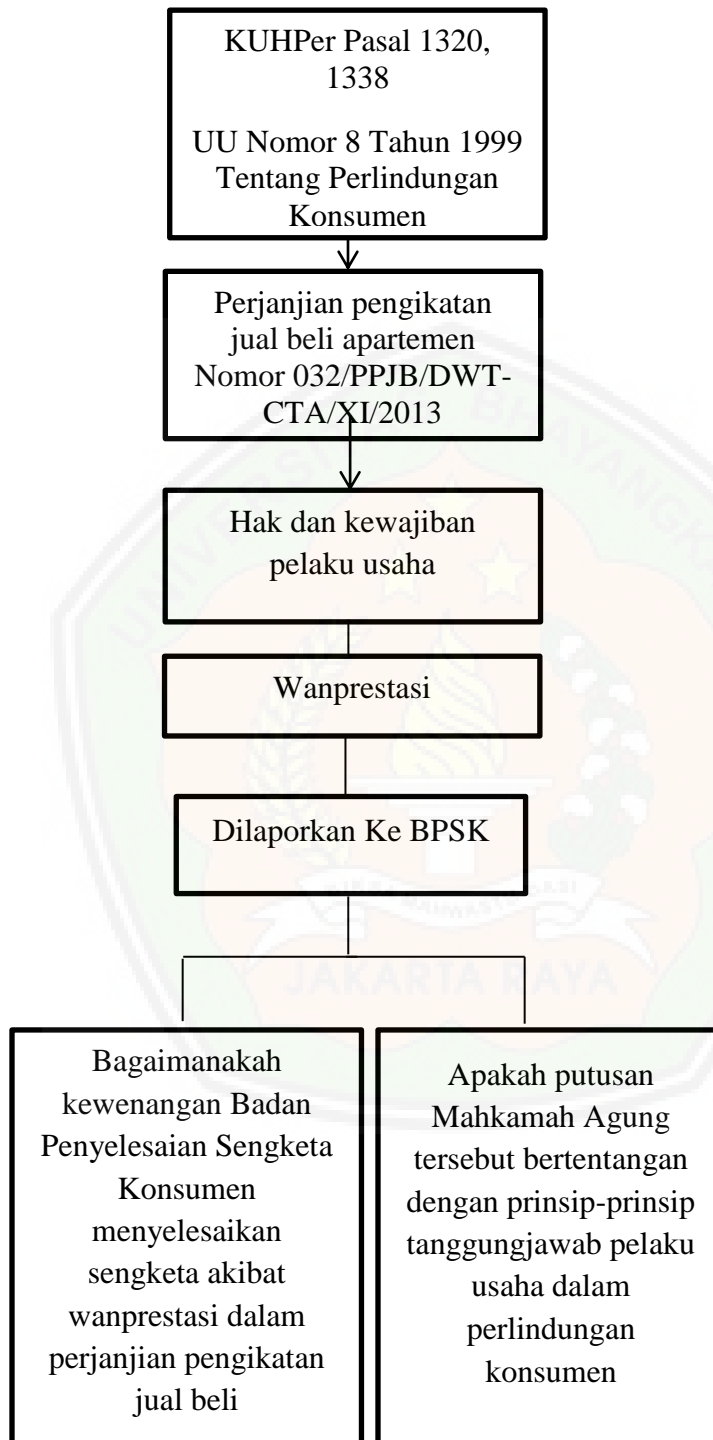 KUHPer Pasal 1320,
1338
UU Nomor 8 Tahun 1999
Tentang Perlindungan
Konsumen
Perjanjian pengikatan
jual beli apartemen
Nomor 032/PPJB/DWT-
CTA/XI/2013
Hak dan kewajiban
pelaku usaha
Wanprestasi
Dilaporkan Ke BPSK
JAKARTA RAYA
Bagaimanakah
kewenangan Badan
Penyelesaian Sengketa
Konsumen
menyelesaikan
sengketa akibat
wanprestasi dalam
perjanjian pengikatan
jual beli
Apakah putusan
Mahkamah Agung
tersebut bertentangan
dengan prinsip-prinsip
tanggungjawab pelaku
usaha dalam
perlindungan
konsumen